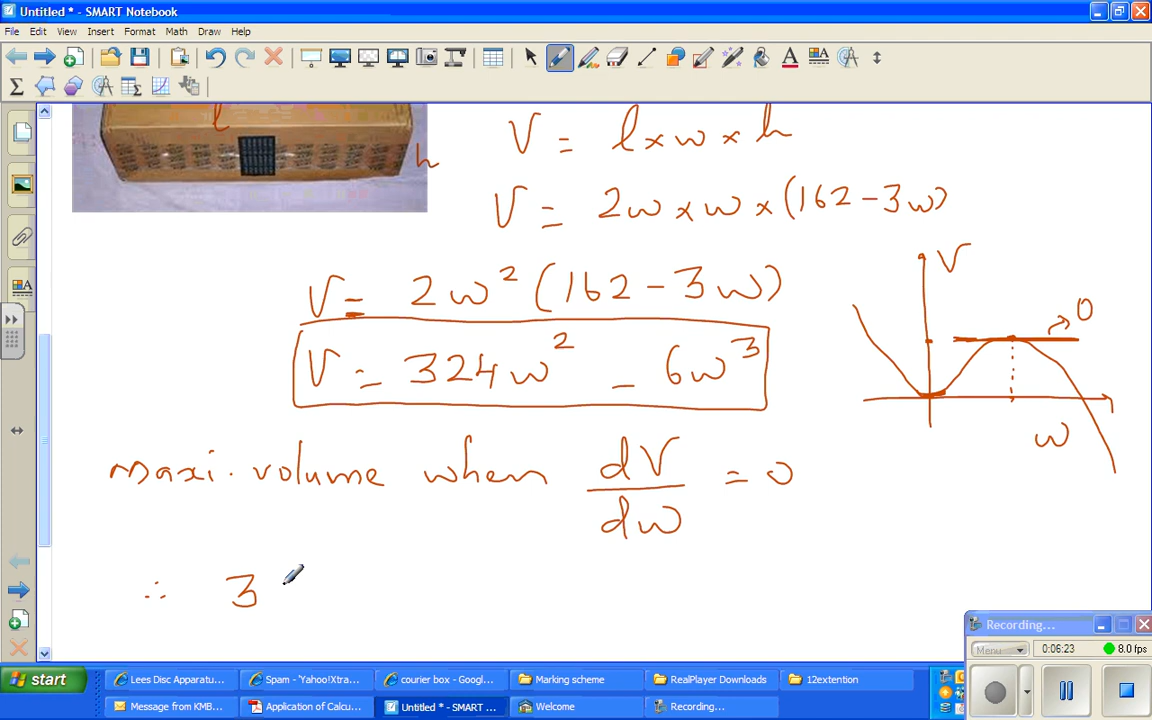 Untitled * - SMART Notebook
File Edit View Insert Format Math Draw Help
l
h
V = l × w × h
V = 2w × w × (162 - 3w)
V = 2w² (162 - 3w)
V = 324w² - 6w³
V
0
w
Maxi. volume when dV/dw = 0
∴ 3
Recording...
Menu
0:06:23
8.0 fps
start
Lees Disc Apparatu...
Spam - 'Yahoo!Xtra...
courier box - Googl...
Marking scheme
RealPlayer Downloads
12extention
Message from KMB...
Application of Calcu...
Untitled * - SMART ...
Welcome
Recording...